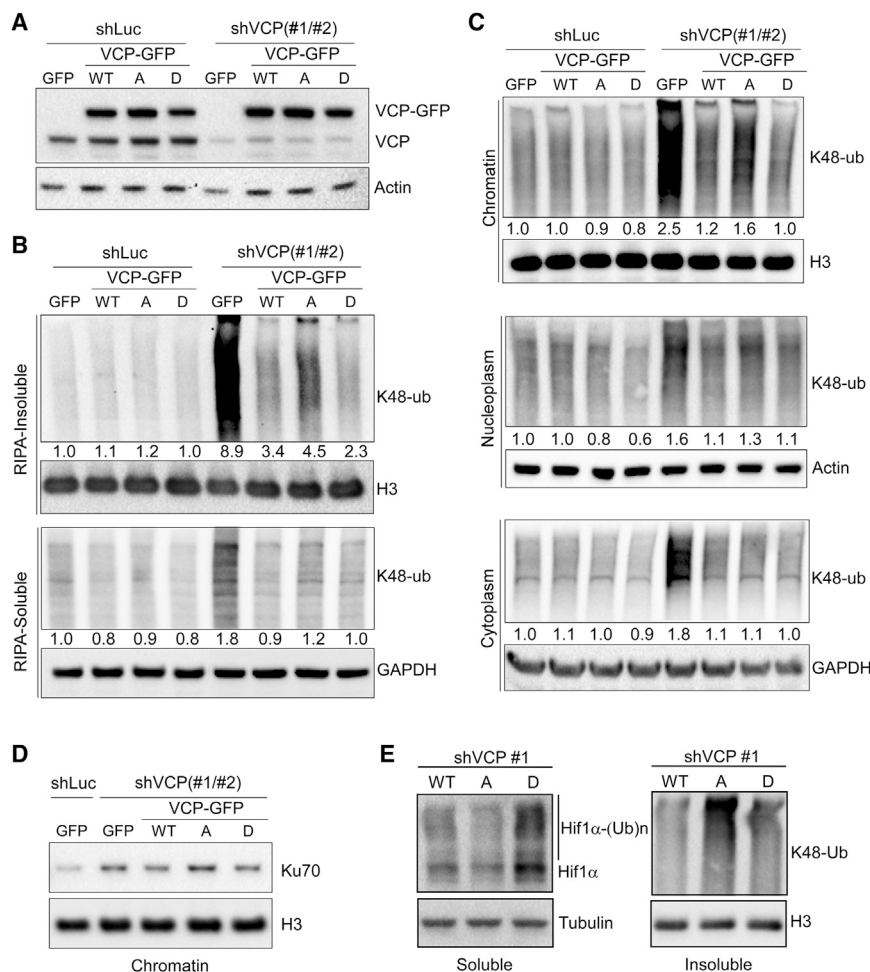 A
shLuc shVCP(#1/#2)
VCP-GFP VCP-GFP
GFP WT A D GFP WT A D
VCP-GFP
VCP
Actin
B
shLuc shVCP(#1/#2)
VCP-GFP VCP-GFP
GFP WT A D GFP WT A D
RIPA-Insoluble
K48-ub
1.0 1.1 1.2 1.0 8.9 3.4 4.5 2.3
H3
RIPA-Soluble
K48-ub
1.0 0.8 0.9 0.8 1.8 0.9 1.2 1.0
GAPDH
C
shLuc shVCP(#1/#2)
VCP-GFP VCP-GFP
GFP WT A D GFP WT A D
Chromatin
K48-ub
1.0 1.0 0.9 0.8 2.5 1.2 1.6 1.0
H3
Nucleoplasm
K48-ub
1.0 1.0 0.8 0.6 1.6 1.1 1.3 1.1
Actin
Cytoplasm
K48-ub
1.0 1.1 1.0 0.9 1.8 1.1 1.1 1.0
GAPDH
D
shLuc shVCP(#1/#2)
VCP-GFP
GFP GFP WT A D
Ku70
H3
Chromatin
E
shVCP #1
WT A D
Hif1α-(Ub)n
Hif1α
Tubulin
Soluble
shVCP #1
WT A D
K48-Ub
H3
Insoluble